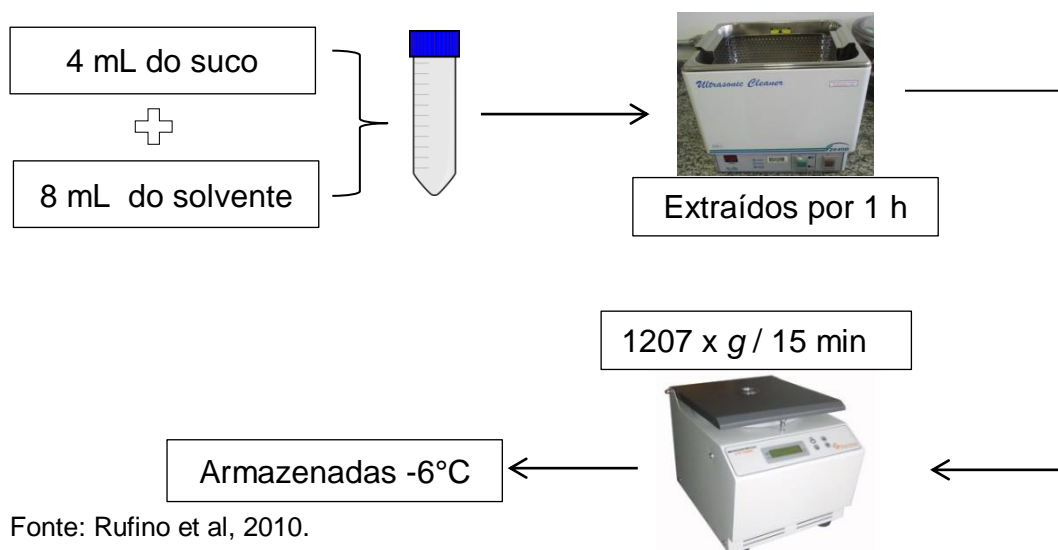 4 mL do suco
8 mL do solvente
Ultrasonic Cleaner
Extraídos por 1 h
1207 x g / 15 min
Armazenadas -6°C
Fonte: Rufino et al, 2010.